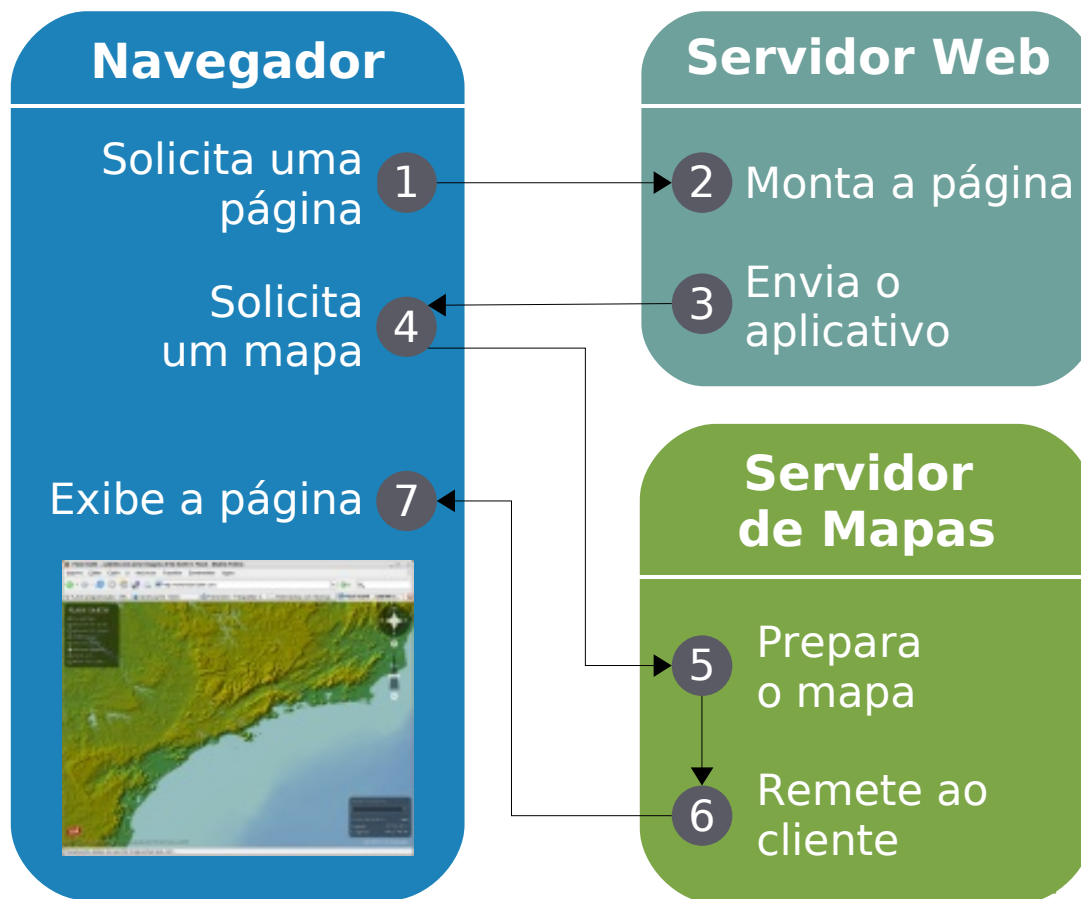 Navegador
Solicita uma
página
1
Solicita
um mapa
4
Exibe a página
7
Servidor Web
2
Monta a página
3
Envia o
aplicativo
Servidor
de Mapas
5
Prepara
o mapa
6
Remete ao
cliente